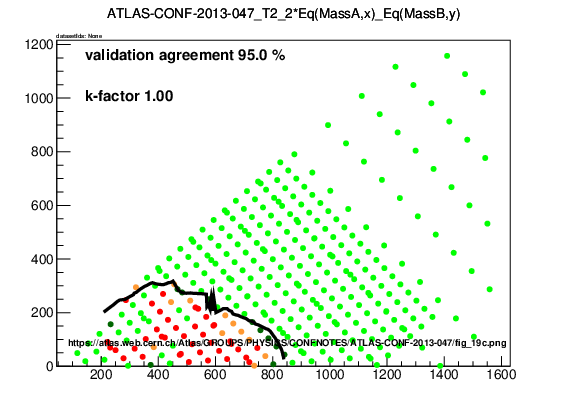 ATLAS-CONF-2013-047_T2_2*Eq(MassA,x)_Eq(MassB,y)
datasetIds: None
1200
validation agreement 95.0 %
k-factor 1.00
1000
800
600
400
200
https://atlas.web.cern.ch/Atlas/GROUPS/PHYSICS/CONFNOTES/ATLAS-CONF-2013-047/fig_19c.png
0
200 400 600 800 1000 1200 1400 1600